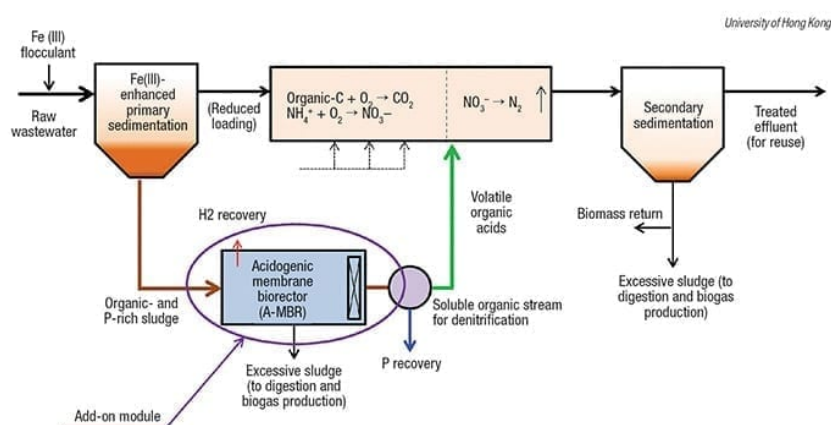 University of Hong Kong
Fe (III)
flocculant
Raw
wastewater
Fe(III)-
enhanced
primary
sedimentation
(Reduced
loading)
Organic-C + O₂ → CO₂
NH₄⁺ + O₂ → NO₃–
NO₃⁻ → N₂
Secondary
sedimentation
Treated
effluent
(for reuse)
Volatile
organic
acids
Biomass return
Excessive sludge (to
digestion and biogas
production)
H2 recovery
Acidogenic
membrane
biorector
(A-MBR)
Organic- and
P-rich sludge
Soluble organic stream
for denitrification
P recovery
Excessive sludge
(to digestion and
biogas production)
Add-on module